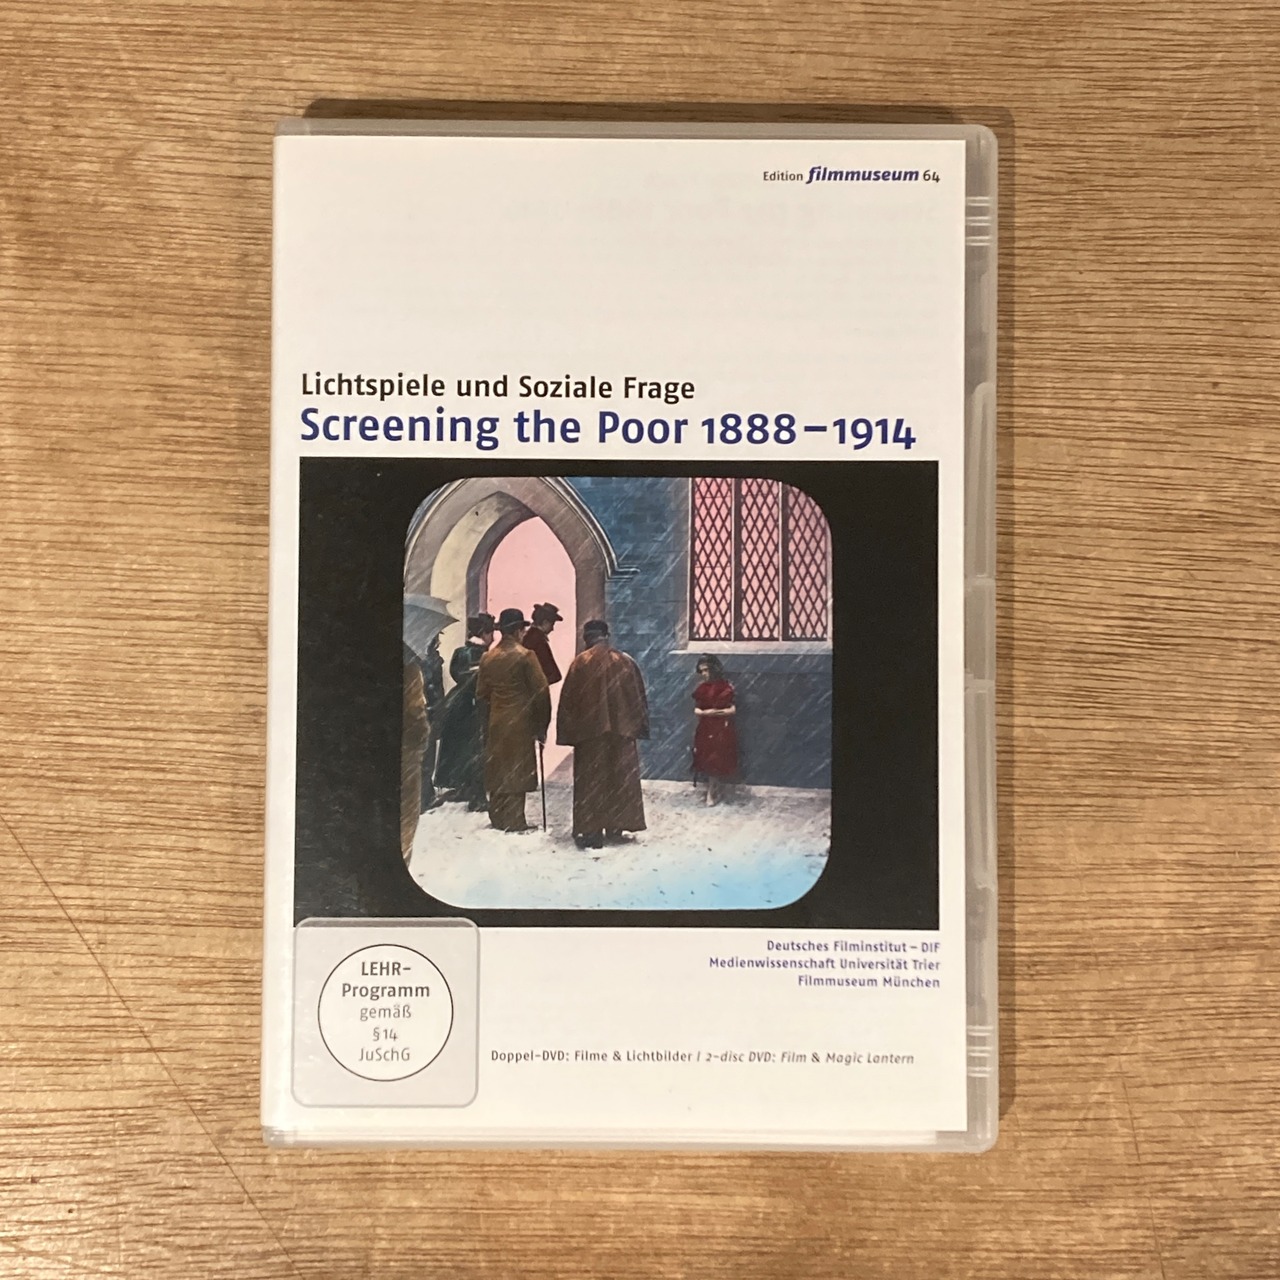 Edition filmmuseum 64
Lichtspiele und Soziale Frage
Screening the Poor 1888–1914
Deutsches Filminstitut – DIF
Medienwissenschaft Universität Trier
Filmmuseum München
LEHR-
Programm
gemäß
§ 14
JuSchG
Doppel-DVD: Filme & Lichtbilder / 2-disc DVD: Film & Magic Lantern